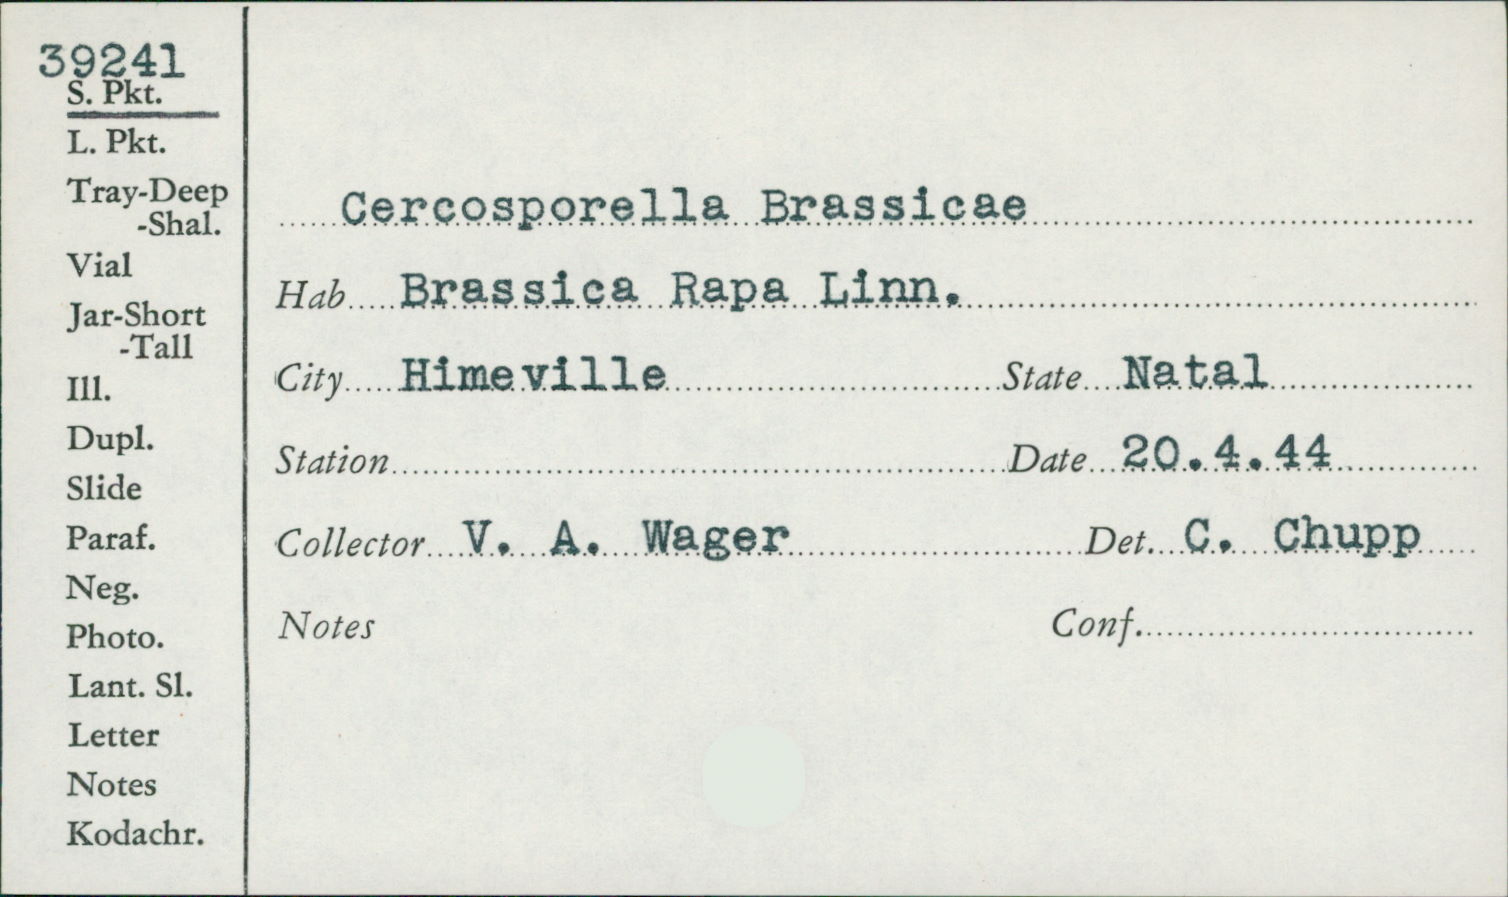 39241
S. Pkt.
L. Pkt.
Tray-Deep
-Shal.
Vial
Jar-Short
-Tall
Ill.
Dupl.
Slide
Paraf.
Neg.
Photo.
Lant. Sl.
Letter
Notes
Kodachr.
Cercosporella Brassicae
Hab Brassica Rapa Linn.
City Himeville State Natal
Station Date 20.4.44
Collector V. A. Wager Det. C. Chupp
Notes Conf.